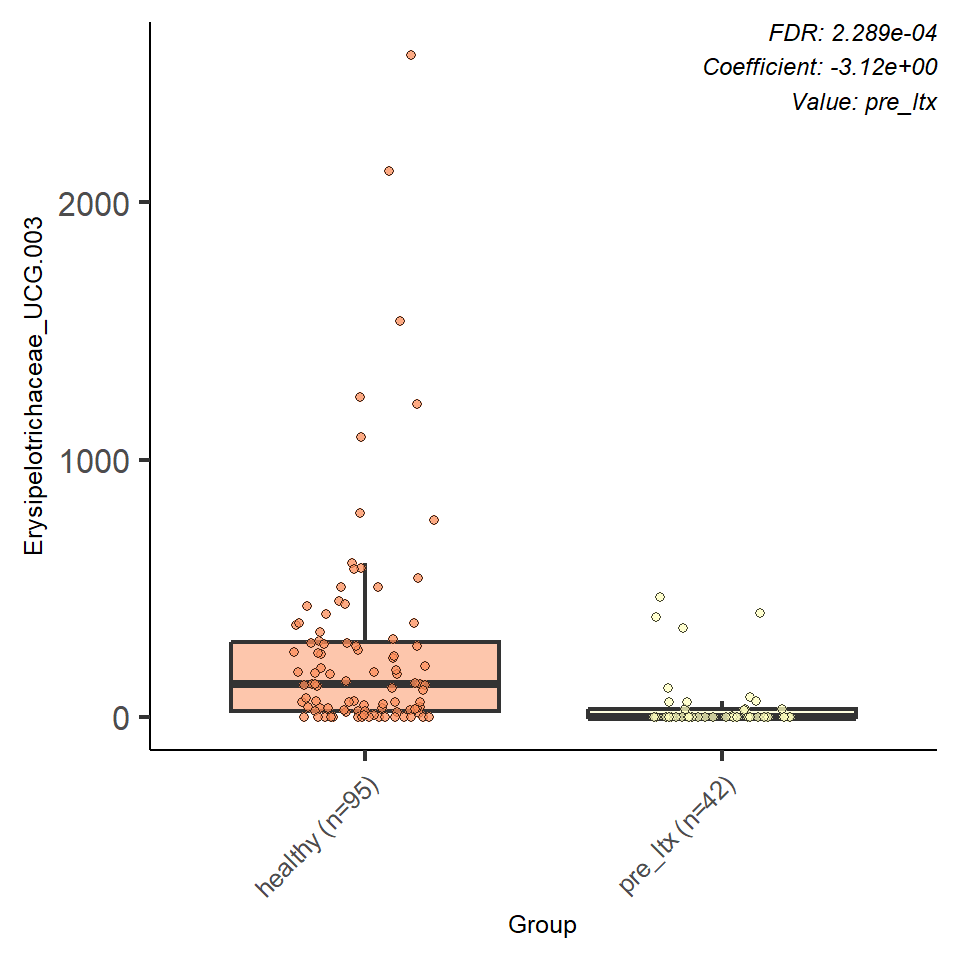 FDR: 2.289e-04
Coefficient: -3.12e+00
Value: pre_ltx
Erysipelotrichaceae_UCG.003
2000
1000
0
healthy (n=95)
pre_ltx (n=42)
Group